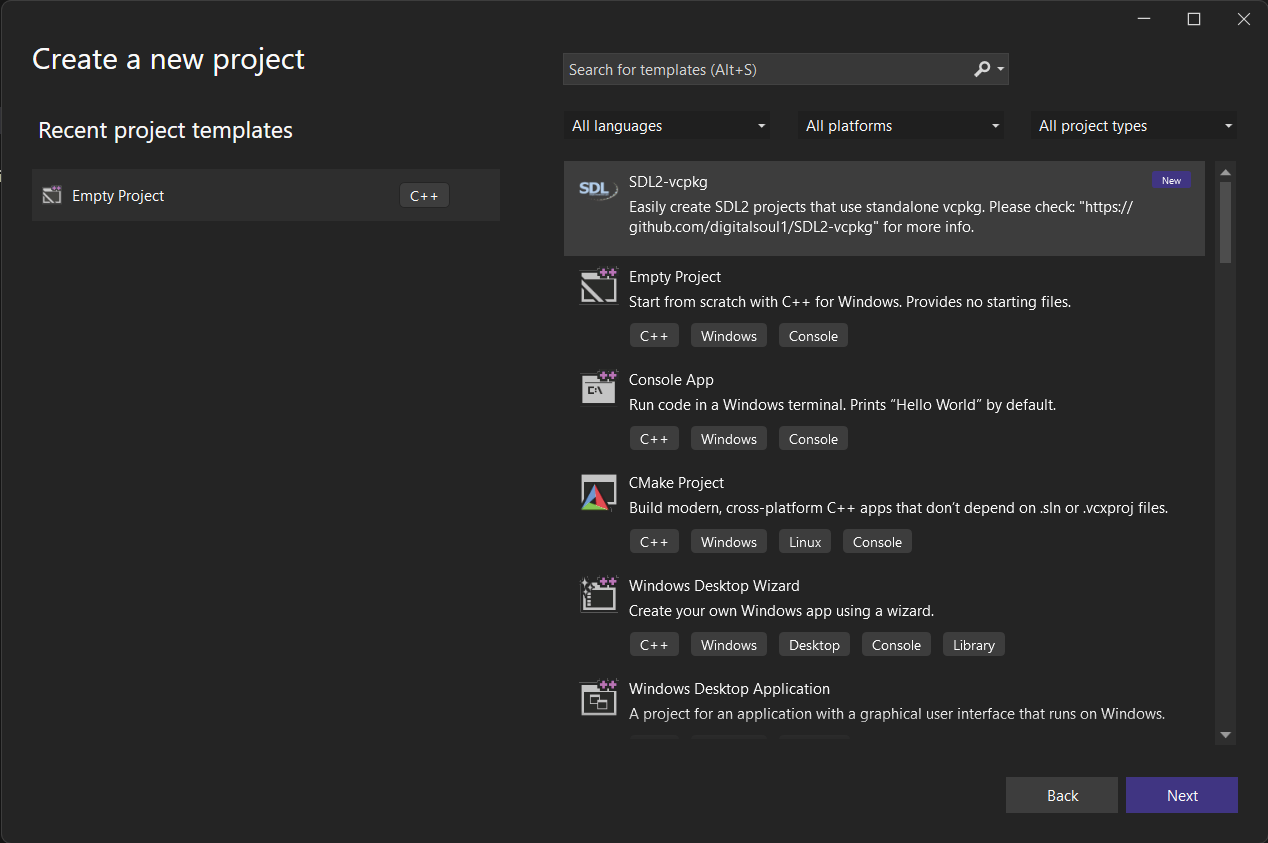 Create a new project
Search for templates (Alt+S)
Recent project templates
All languages
All platforms
All project types
Empty Project
C++
SDL
SDL2-vcpkg
New
Easily create SDL2 projects that use standalone vcpkg. Please check: "https://
github.com/digitalsoul1/SDL2-vcpkg" for more info.
Empty Project
Start from scratch with C++ for Windows. Provides no starting files.
C++ Windows Console
Console App
Run code in a Windows terminal. Prints “Hello World” by default.
C++ Windows Console
CMake Project
Build modern, cross-platform C++ apps that don’t depend on .sln or .vcxproj files.
C++ Windows Linux Console
Windows Desktop Wizard
Create your own Windows app using a wizard.
C++ Windows Desktop Console Library
Windows Desktop Application
A project for an application with a graphical user interface that runs on Windows.
Back
Next